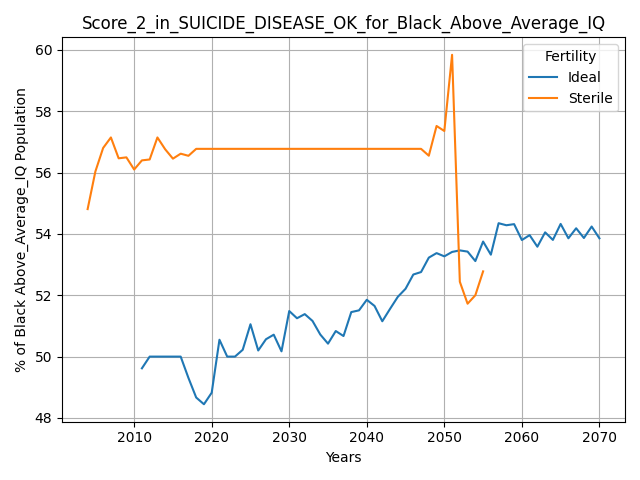 Score_2_in_SUICIDE_DISEASE_OK_for_Black_Above_Average_IQ
% of Black Above_Average_IQ Population
60
58
56
54
52
50
48
Fertility
Ideal
Sterile
2010 2020 2030 2040 2050 2060 2070
Years